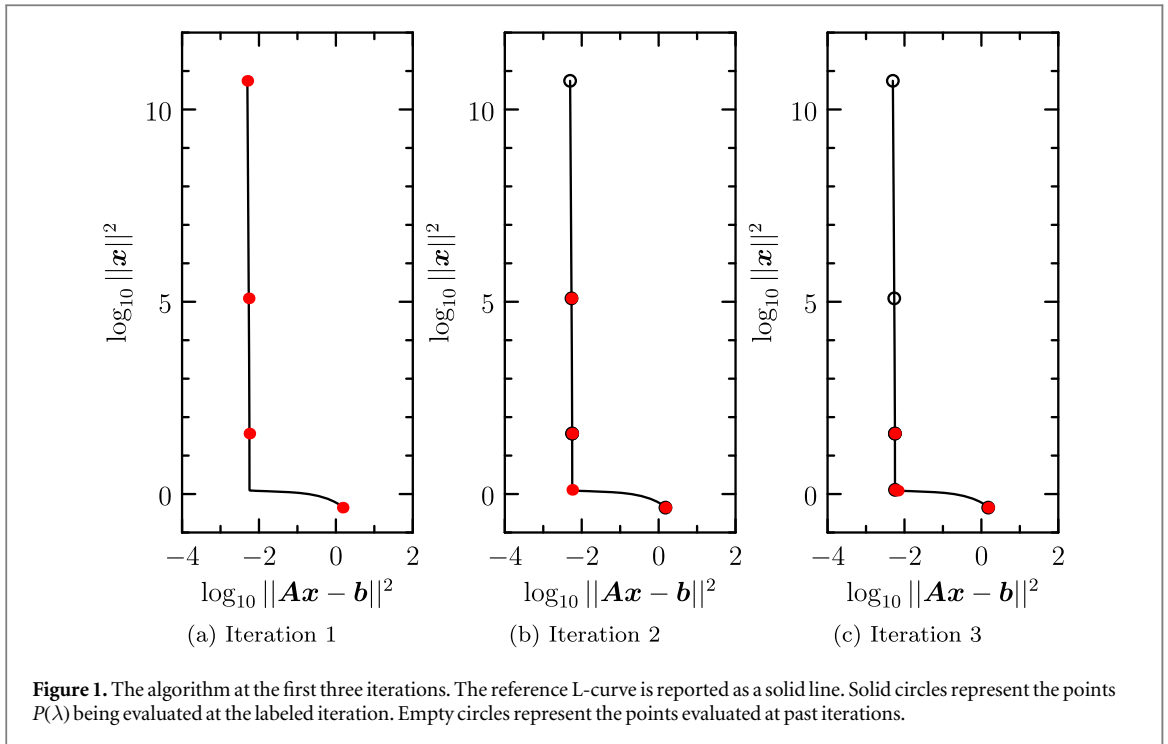 10
5
0
−4
−2
0
2
log₁₀ ||x||²
log₁₀ ||Ax − b||²
(a) Iteration 1
10
5
0
−4
−2
0
2
log₁₀ ||x||²
log₁₀ ||Ax − b||²
(b) Iteration 2
10
5
0
−4
−2
0
2
log₁₀ ||x||²
log₁₀ ||Ax − b||²
(c) Iteration 3
Figure 1. The algorithm at the first three iterations. The reference L-curve is reported as a solid line. Solid circles represent the points
P(λ) being evaluated at the labeled iteration. Empty circles represent the points evaluated at past iterations.